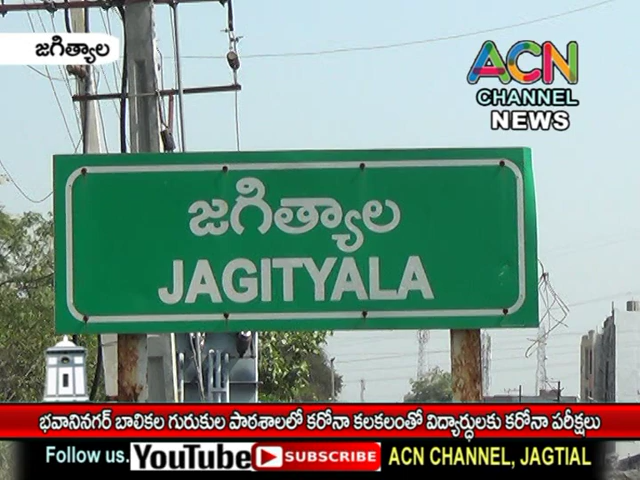 జగిత్యాల
ACN
CHANNEL
NEWS
జగిత్యాల
JAGITYALA
భవానినగర్ బాలికల గురుకుల పాఠశాలలో కరోనా కలకలంతో విద్యార్థులకు కరోనా పరీక్షలు
Follow us. YouTube SUBSCRIBE ACN CHANNEL, JAGTIAL